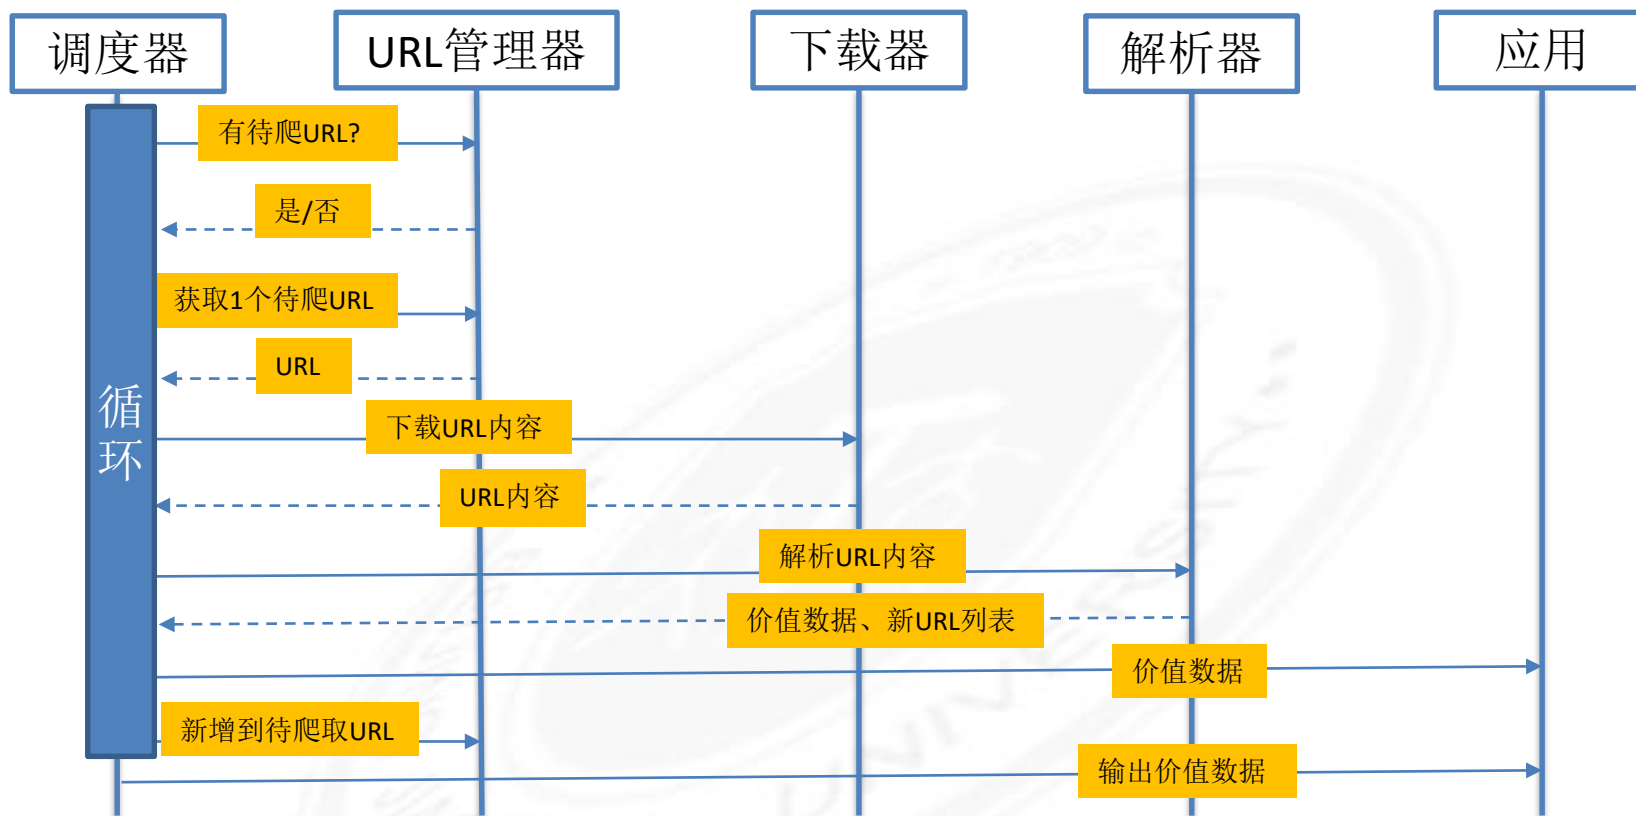 调度器
URL管理器
下载器
解析器
应用
有待爬URL?
是/否
获取1个待爬URL
URL
循
环
下载URL内容
URL内容
解析URL内容
价值数据、新URL列表
价值数据
新增到待爬取URL
输出价值数据
UNIVERSITY